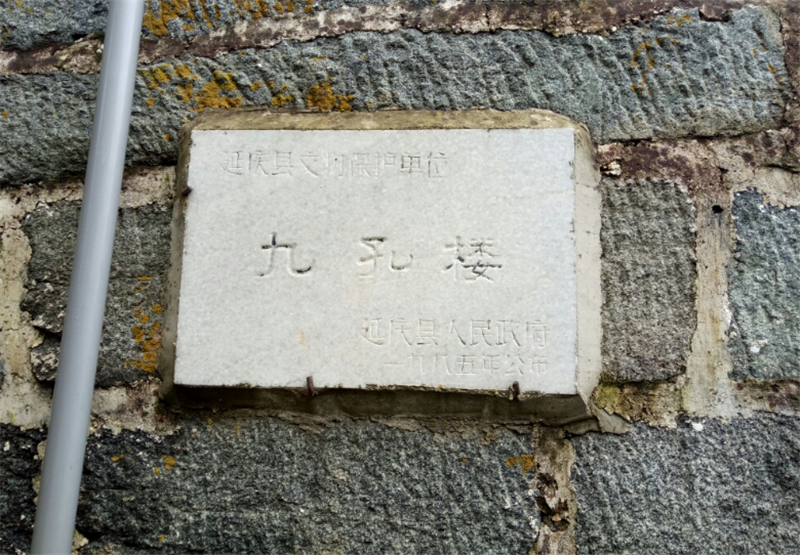 延庆县文物保护单位
九孔楼
延庆县人民政府
一九八五年公布